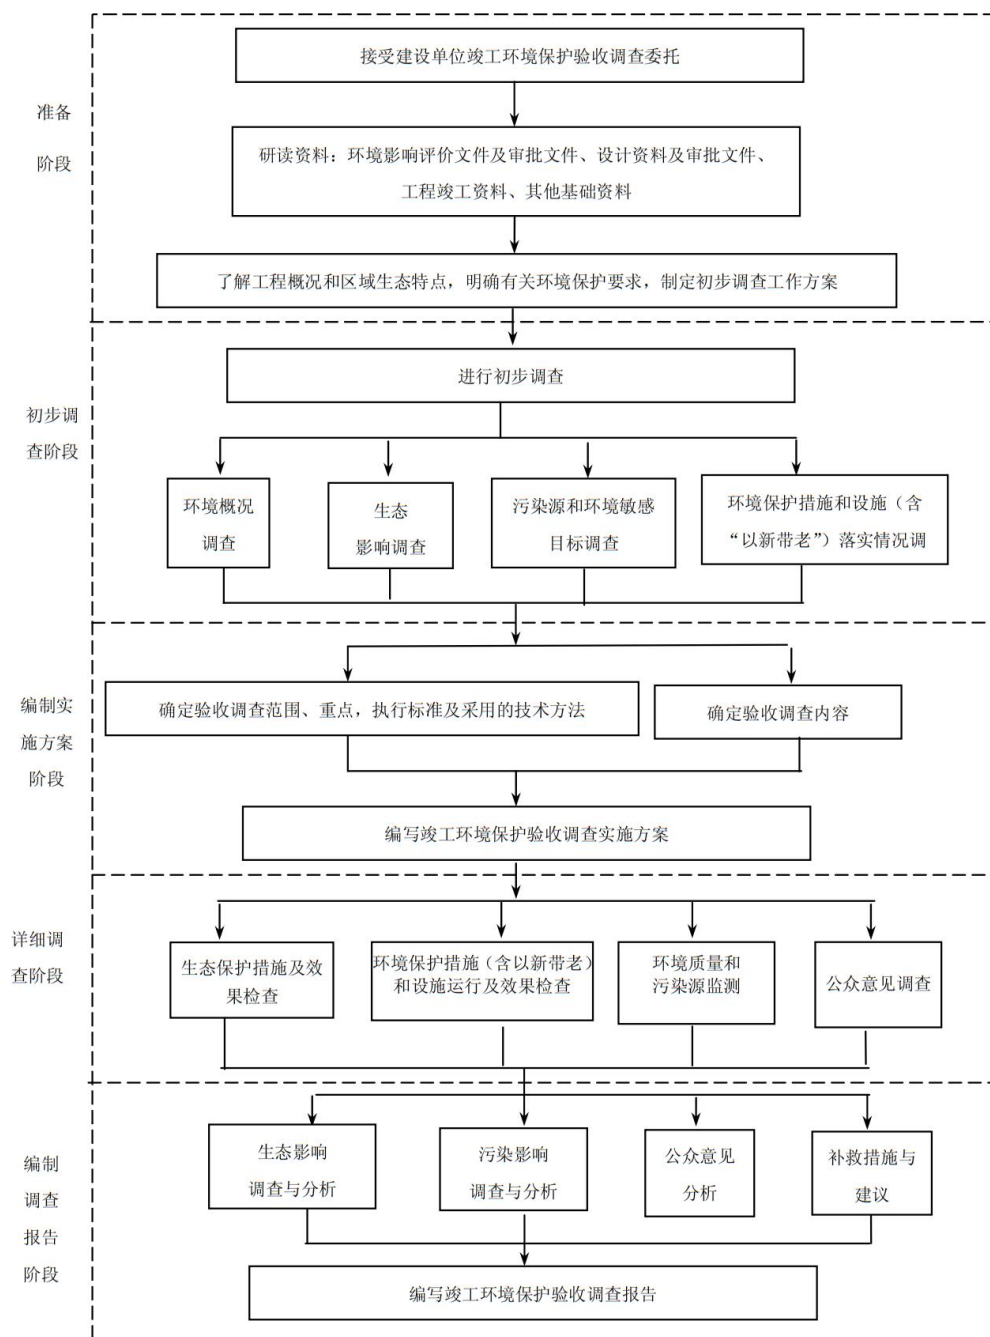 准备
阶段
接受建设单位竣工环境保护验收调查委托
研读资料：环境影响评价文件及审批文件、设计资料及审批文件、
工程竣工资料、其他基础资料
了解工程概况和区域生态特点，明确有关环境保护要求，制定初步调查工作方案
初步调
查阶段
进行初步调查
环境概况
调查
生态
影响调查
污染源和环境敏感
目标调查
环境保护措施和设施（含
“以新带老”）落实情况调
编制实
施方案
阶段
确定验收调查范围、重点，执行标准及采用的技术方法
确定验收调查内容
编写竣工环境保护验收调查实施方案
详细调
查阶段
生态保护措施及效
果检查
环境保护措施（含以新带老）
和设施运行及效果检查
环境质量和
污染源监测
公众意见调查
编制
调查
报告
阶段
生态影响
调查与分析
污染影响
调查与分析
公众意见
分析
补救措施与
建议
编写竣工环境保护验收调查报告